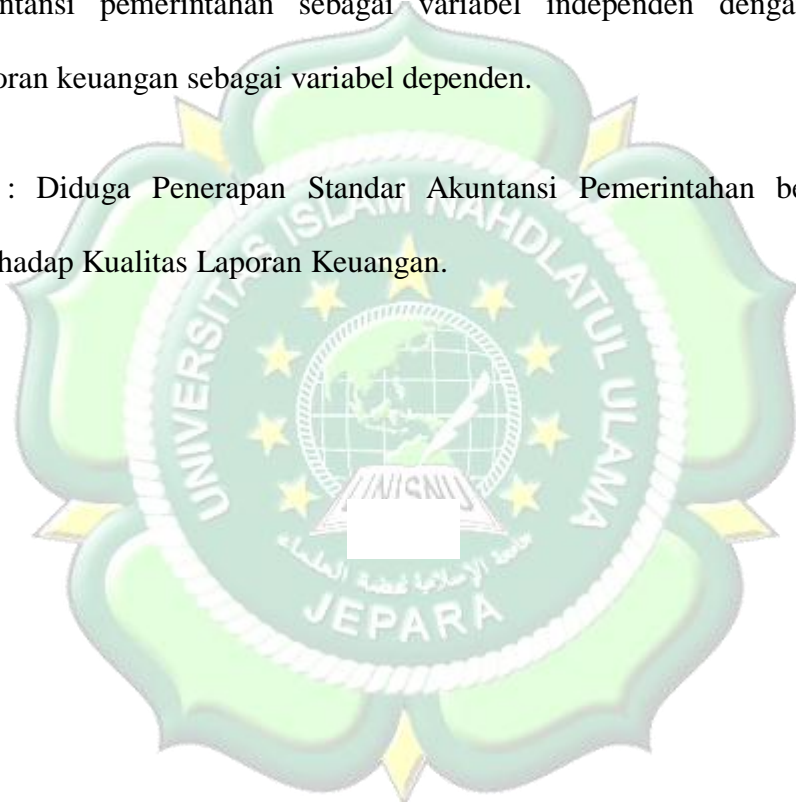 ntansi pemerintahan sebagai variabel independen denga
oran keuangan sebagai variabel dependen.
: Diduga Penerapan Standar Akuntansi Pemerintahan be
hadap Kualitas Laporan Keuangan.
UNIVERSITAS ISLAM NAHDLATUL ULAMA
UNISNU
JEPARA